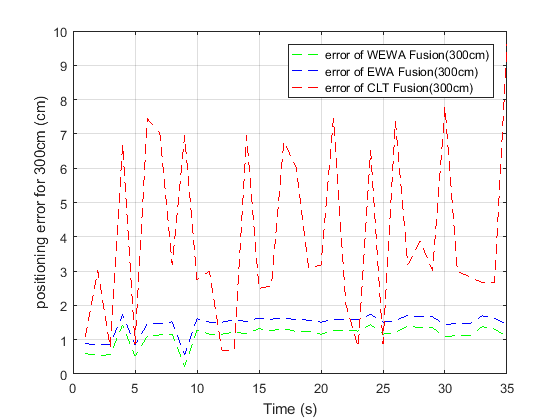 10
9
8
7
6
5
4
3
2
1
0
positioning error for 300cm (cm)
error of WEWA Fusion(300cm)
error of EWA Fusion(300cm)
error of CLT Fusion(300cm)
0 5 10 15 20 25 30 35
Time (s)